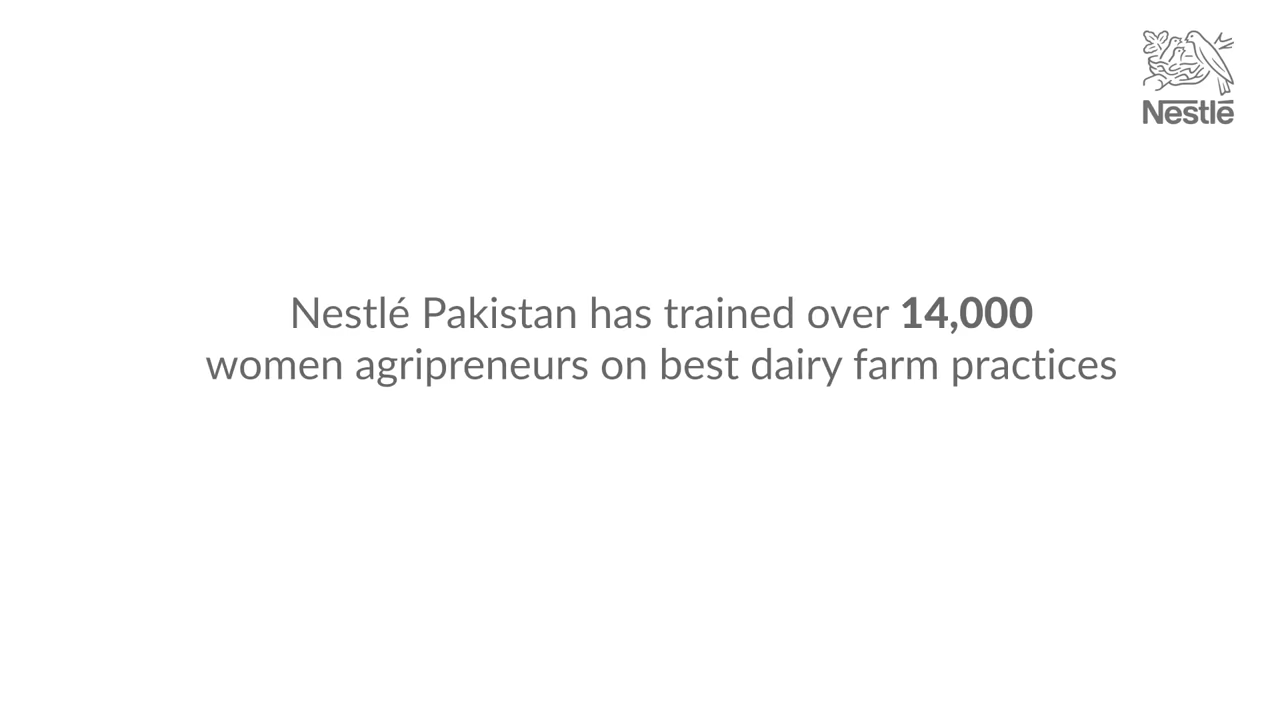 Nestlé
Nestlé Pakistan has trained over 14,000
women agripreneurs on best dairy farm practices